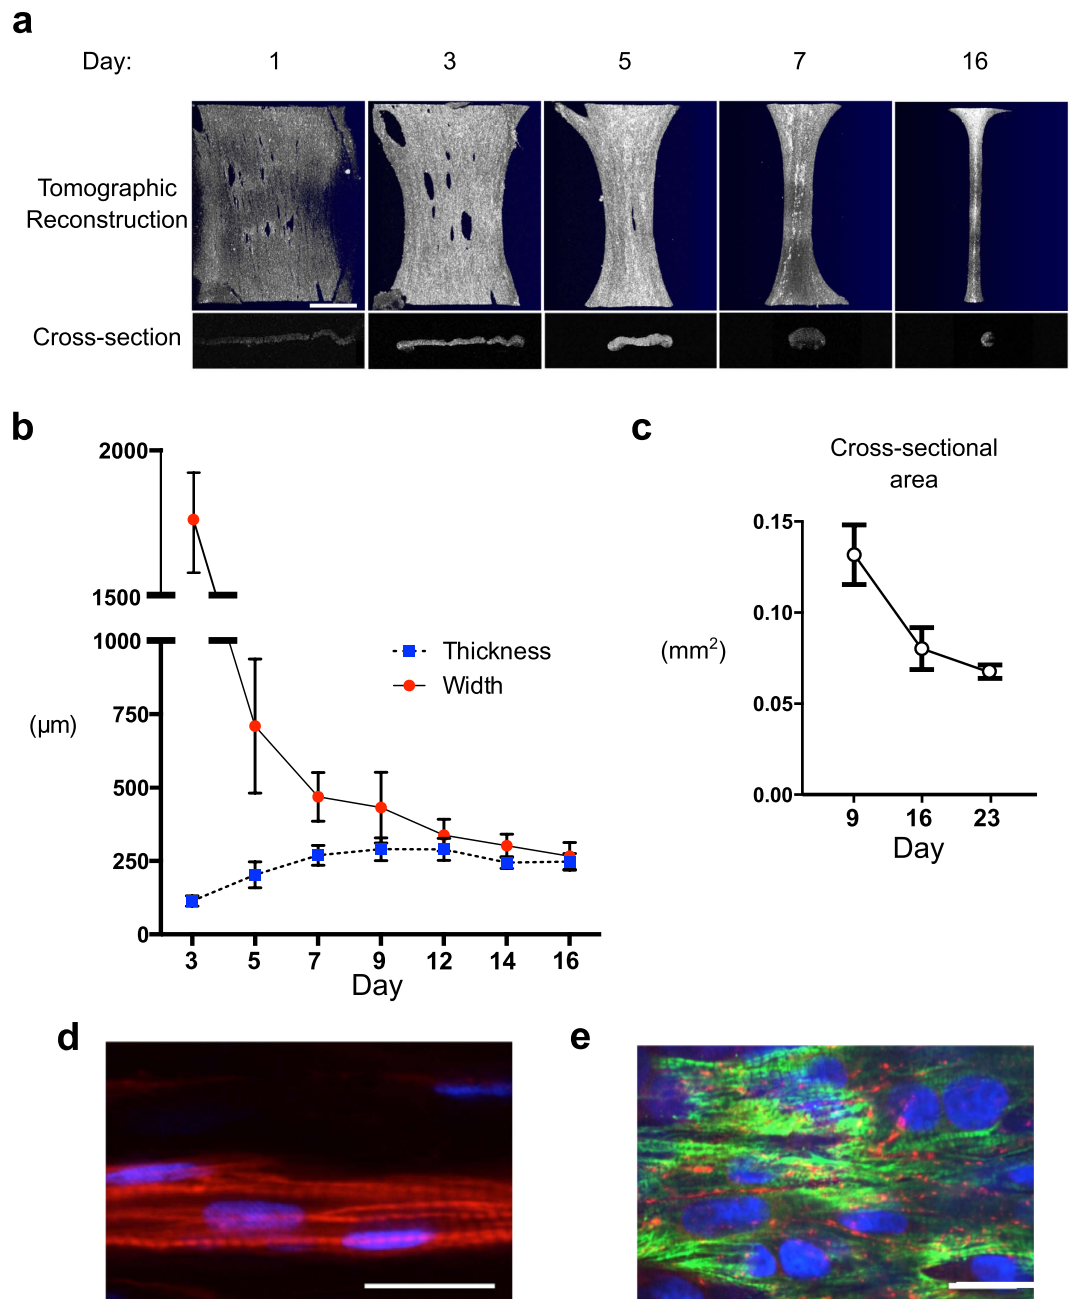 a
Day: 1 3 5 7 16
Tomographic
Reconstruction
Cross-section
b
2000
1500
1000
750
500
250
0
(µm)
Thickness
Width
3 5 7 9 12 14 16
Day
c
Cross-sectional
area
0.15
0.10
0.05
0.00
(mm²)
9 16 23
Day
d
e